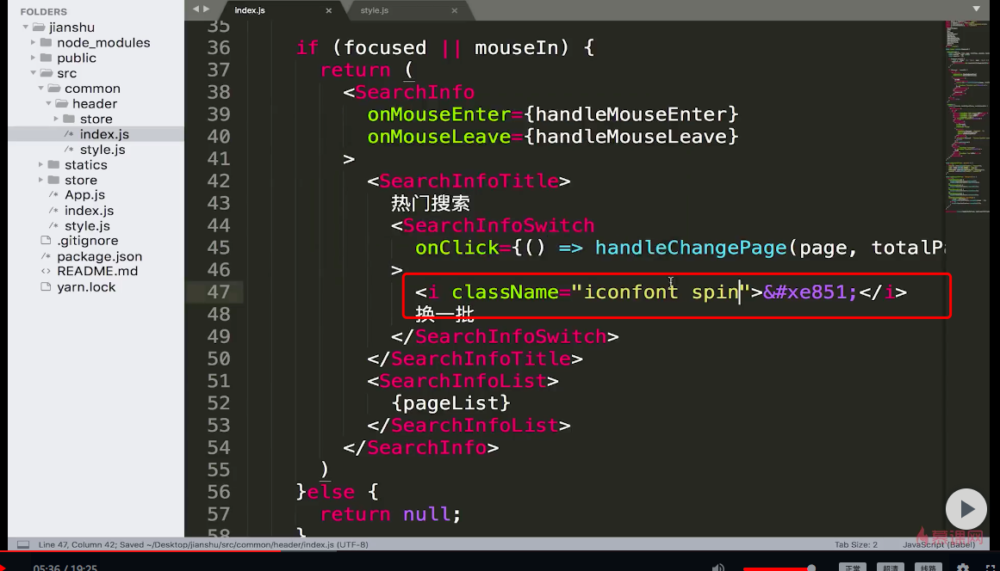 FOLDERS
jianshu
node_modules
public
src
common
header
store
index.js
style.js
statics
store
App.js
index.js
style.js
.gitignore
package.json
README.md
yarn.lock
index.js ×
style.js ×
35
36 if (focused || mouseIn) {
37 return (
38 <SearchInfo
39 onMouseEnter={handleMouseEnter}
40 onMouseLeave={handleMouseLeave}
41 >
42 <SearchInfoTitle>
43 热门搜索
44 <SearchInfoSwitch
45 onClick={() => handleChangePage(page, totalPa
46 >
47 <i className="iconfont spin">&#xe851;</i>
48 换一批
49 </SearchInfoSwitch>
50 </SearchInfoTitle>
51 <SearchInfoList>
52 {pageList}
53 </SearchInfoList>
54 </SearchInfo>
55 )
56 }else {
57 return null;
58 }
慕课网
Line 47, Column 42; Saved ~/Desktop/jianshu/src/common/header/index.js (UTF-8)
Tab Size: 2
JavaScript (Babel)
05:36 / 19:25
正常
超清
线路